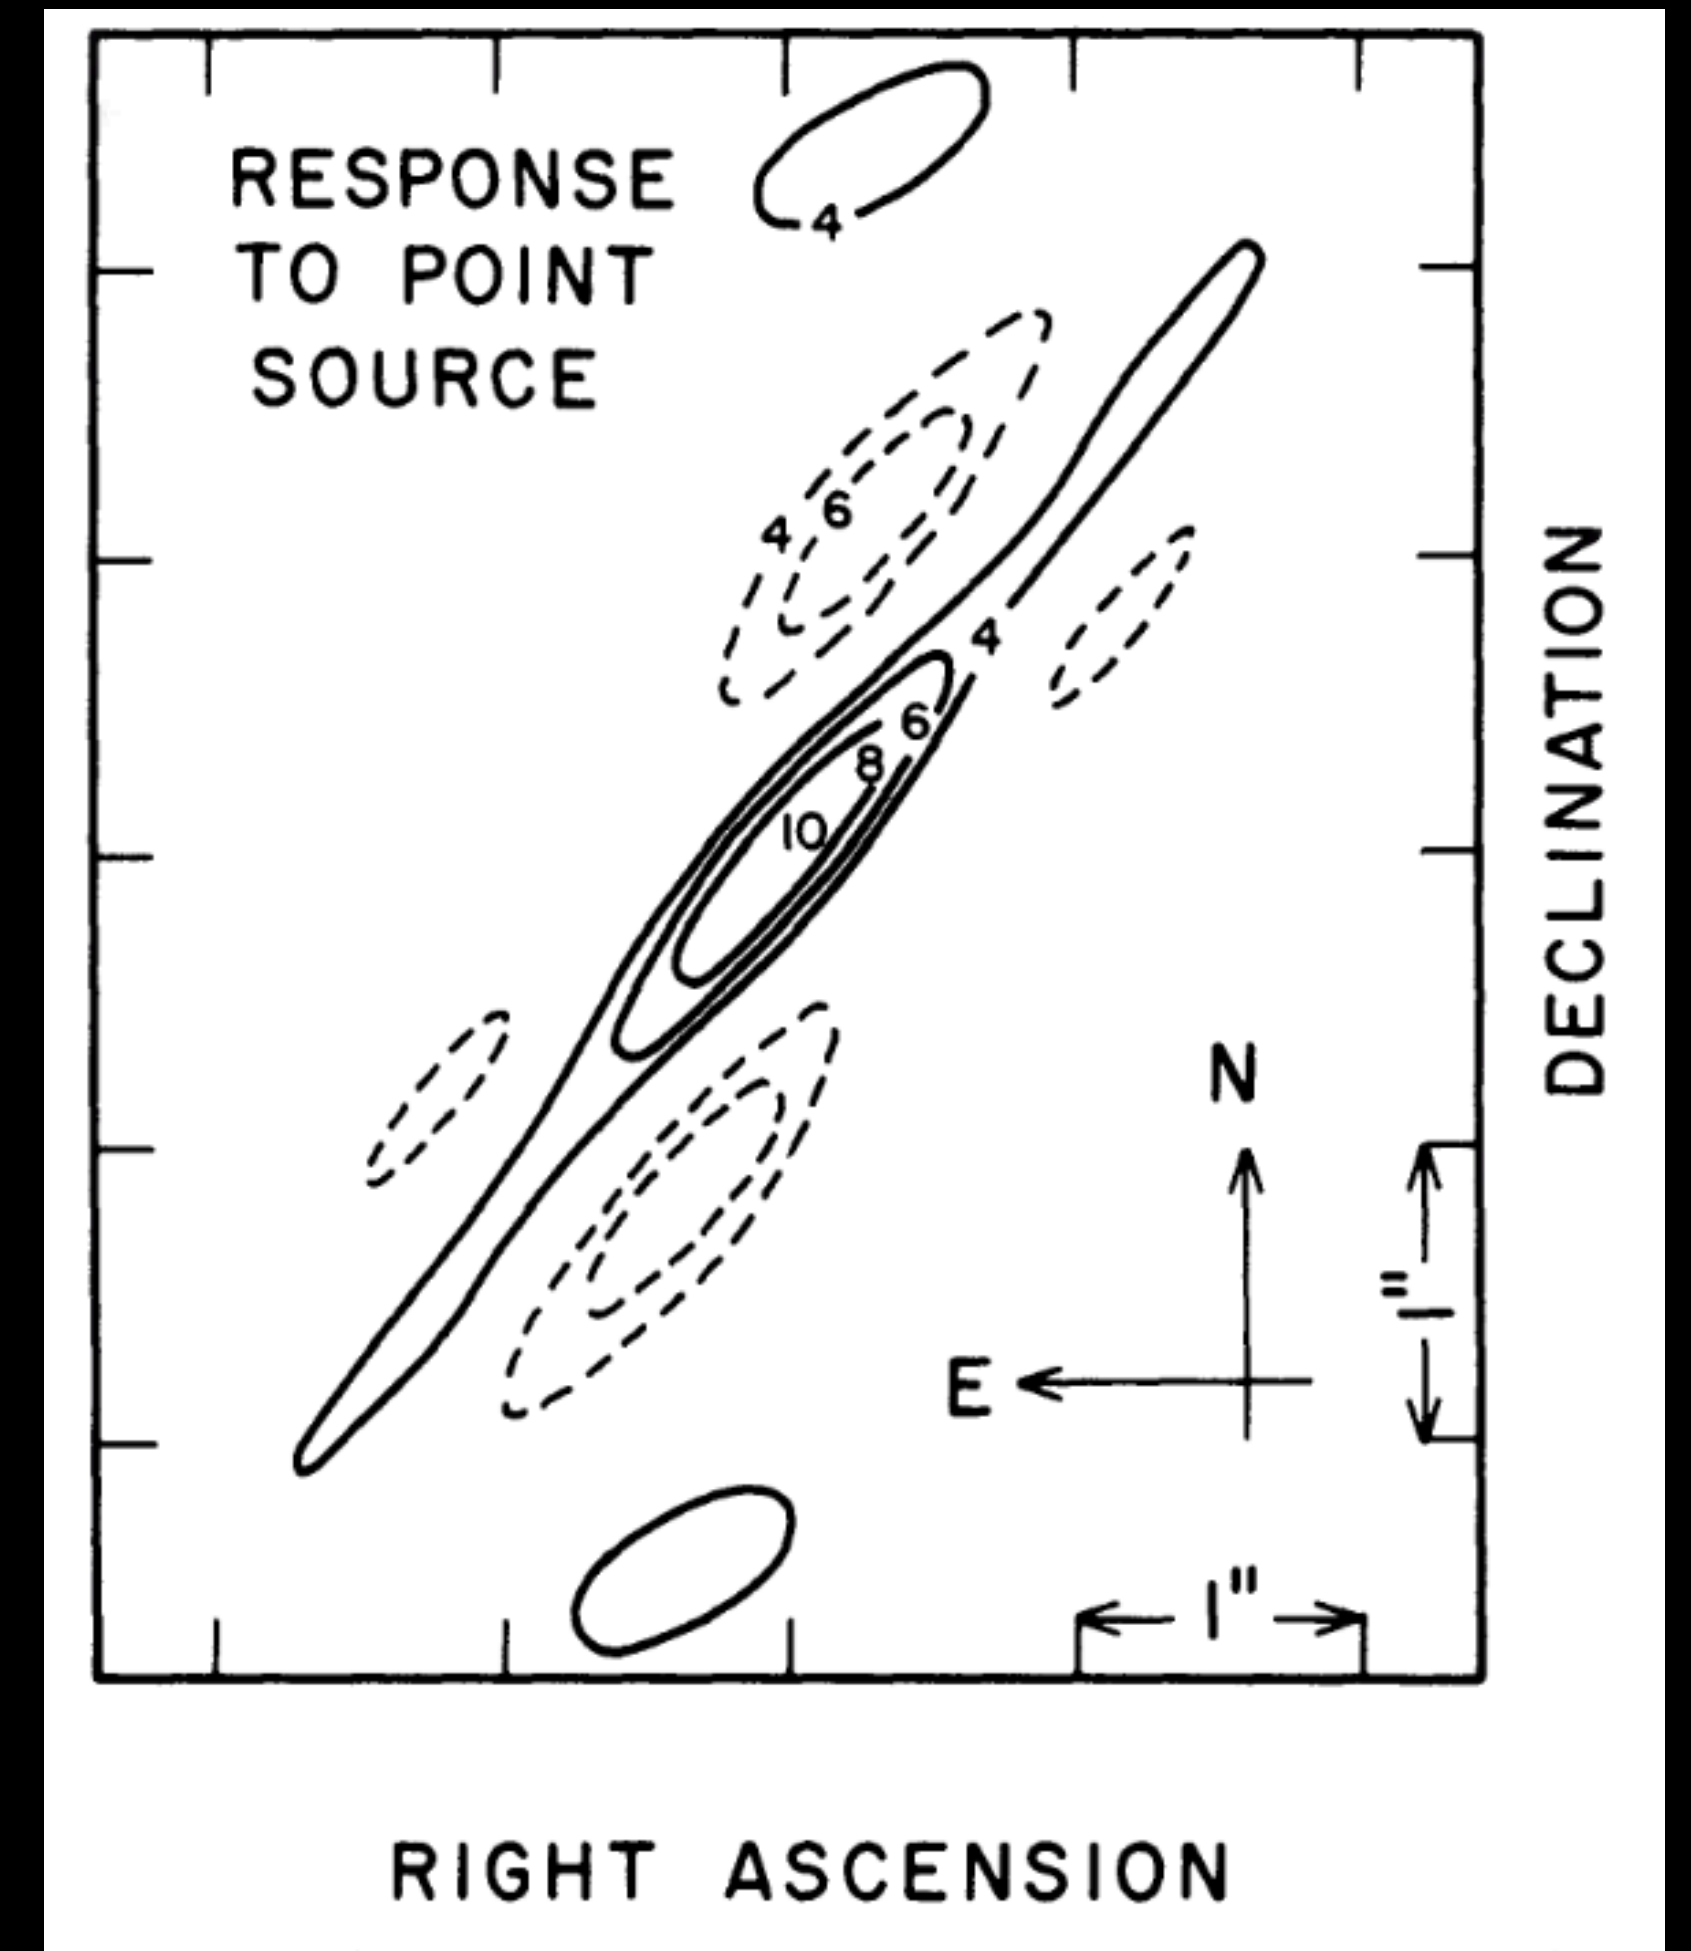 RESPONSE
TO POINT
SOURCE
4
6
4
4
6
8
10
N
E
1"
1"
DECLINATION
RIGHT ASCENSION